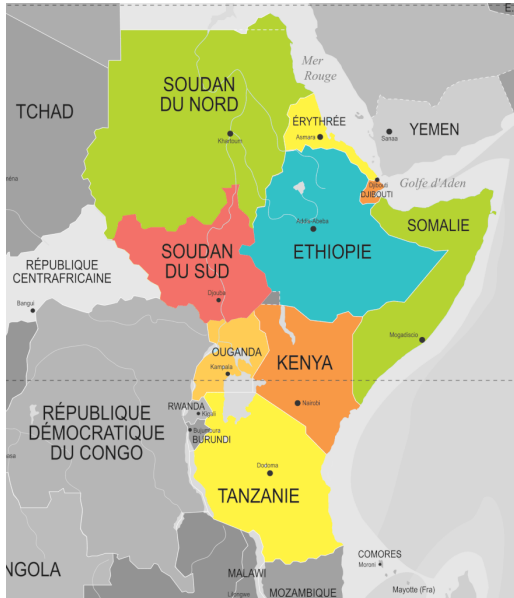 E
Mer
Rouge
SOUDAN
DU NORD
TCHAD
ÉRYTHRÉE
Asmara
YEMEN
Sanaa
Khartoum
ména
Djibouti
DJIBOUTI
Golfe d'Aden
Addis-Abeba
SOMALIE
SOUDAN
DU SUD
ETHIOPIE
RÉPUBLIQUE
CENTRAFRICAINE
Djouba
Bangui
Mogadiscio
OUGANDA
Kampala
KENYA
Nairobi
RWANDA
Kigali
RÉPUBLIQUE
DÉMOCRATIQUE
DU CONGO
Bujumbura
BURUNDI
Dodoma
TANZANIE
COMORES
Moroni
NGOLA
MALAWI
Lilongwe
MOZAMBIQUE
Mayotte (Fra)